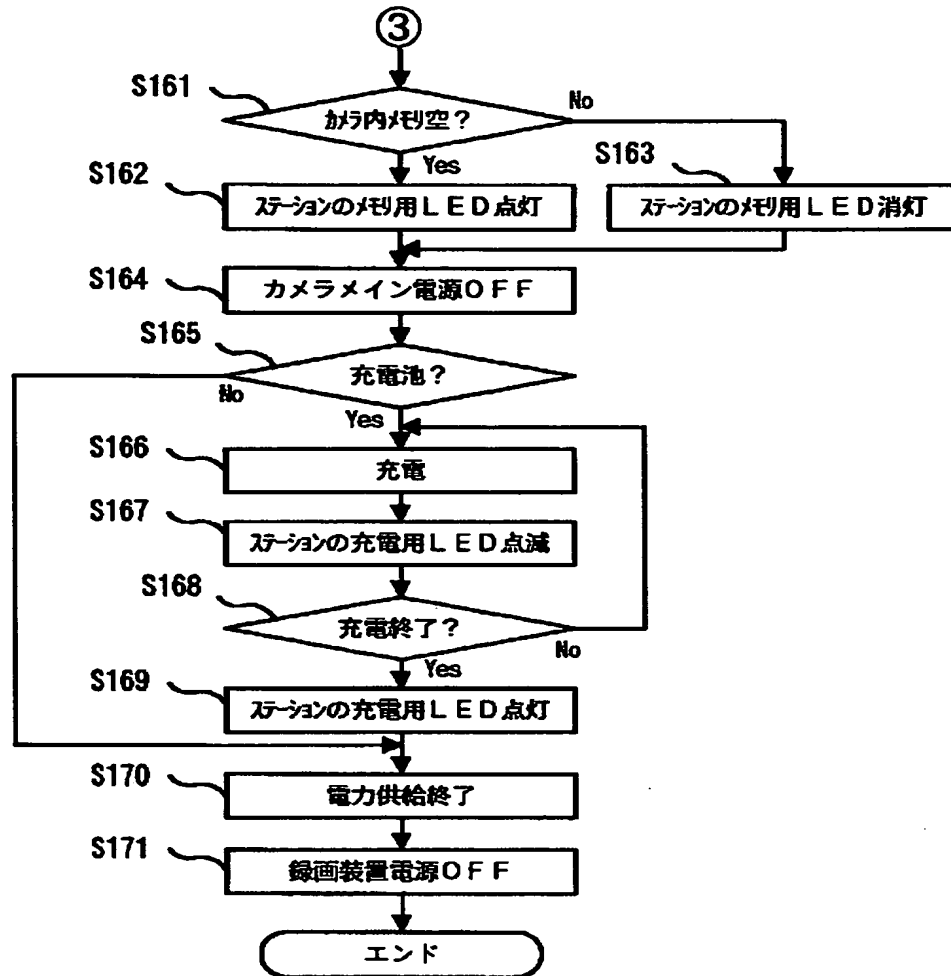 ③
S161
カメラ内メモリ空？
No
Yes
S162
ステーションのメモリ用ＬＥＤ点灯
S163
ステーションのメモリ用ＬＥＤ消灯
S164
カメラメイン電源ＯＦＦ
S165
充電池？
No
Yes
S166
充電
S167
ステーションの充電用ＬＥＤ点滅
S168
充電終了？
No
Yes
S169
ステーションの充電用ＬＥＤ点灯
S170
電力供給終了
S171
録画装置電源ＯＦＦ
エンド